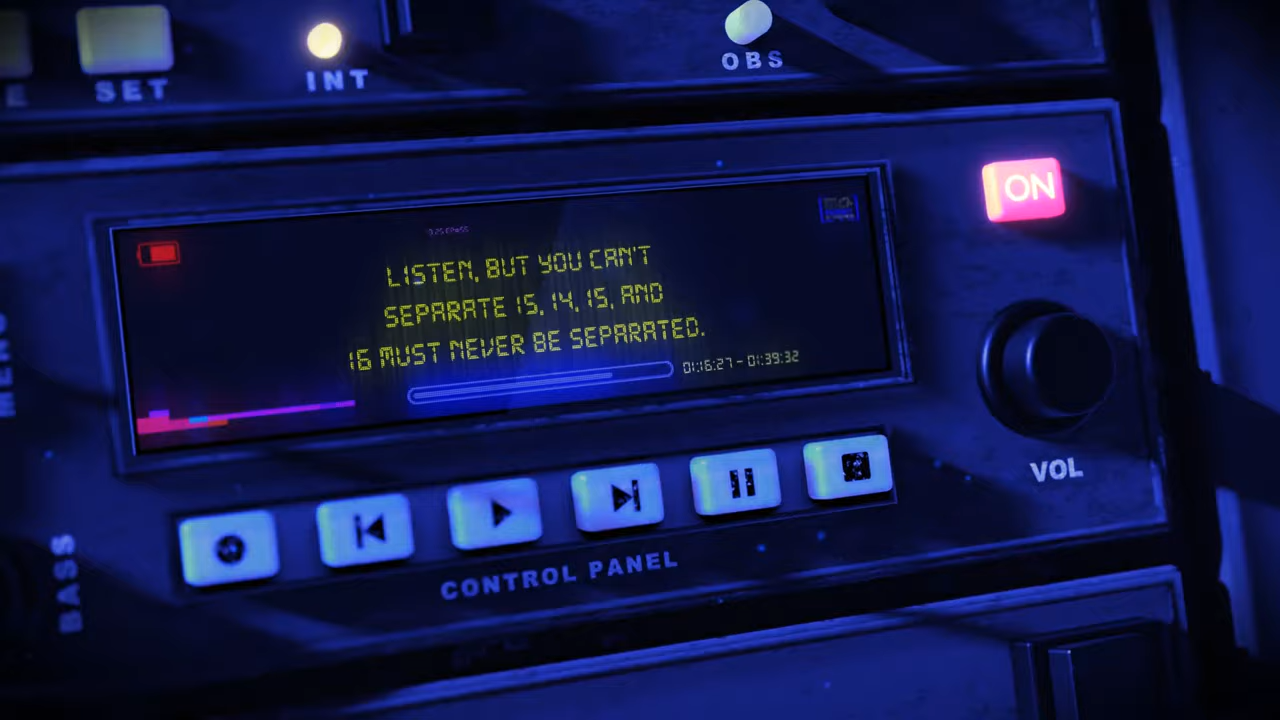 SET
INT
OBS
ON
LISTEN, BUT YOU CAN'T
SEPARATE 15, 14, 15, AND
16 MUST NEVER BE SEPARATED.
01:16:27 - 01:39:32
VOL
CONTROL PANEL
BASS